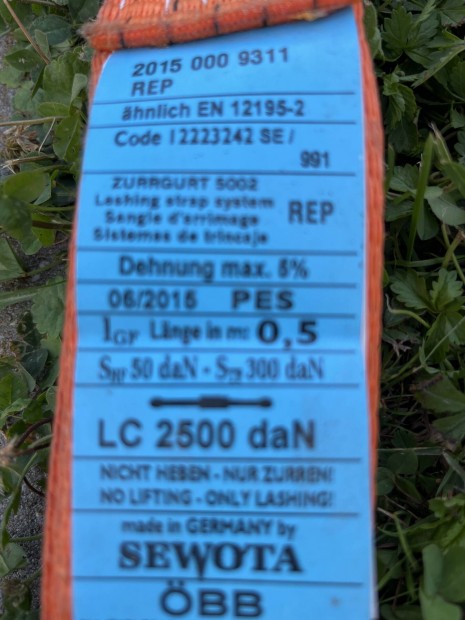 2015 000 9311
REP
ähnlich EN 12195-2
Code I 2223242 SE /
991
ZURRGURT 5002
Lashing strap system
Sangle d'arrimage
Sistemas de trincaje
REP
Dehnung max. 5%
06/2015 PES
lGF Länge in m: 0,5
SHF 50 daN - STF 300 daN
LC 2500 daN
NICHT HEBEN - NUR ZURREN!
NO LIFTING - ONLY LASHING!
made in GERMANY by
SEWOTA
ÖBB